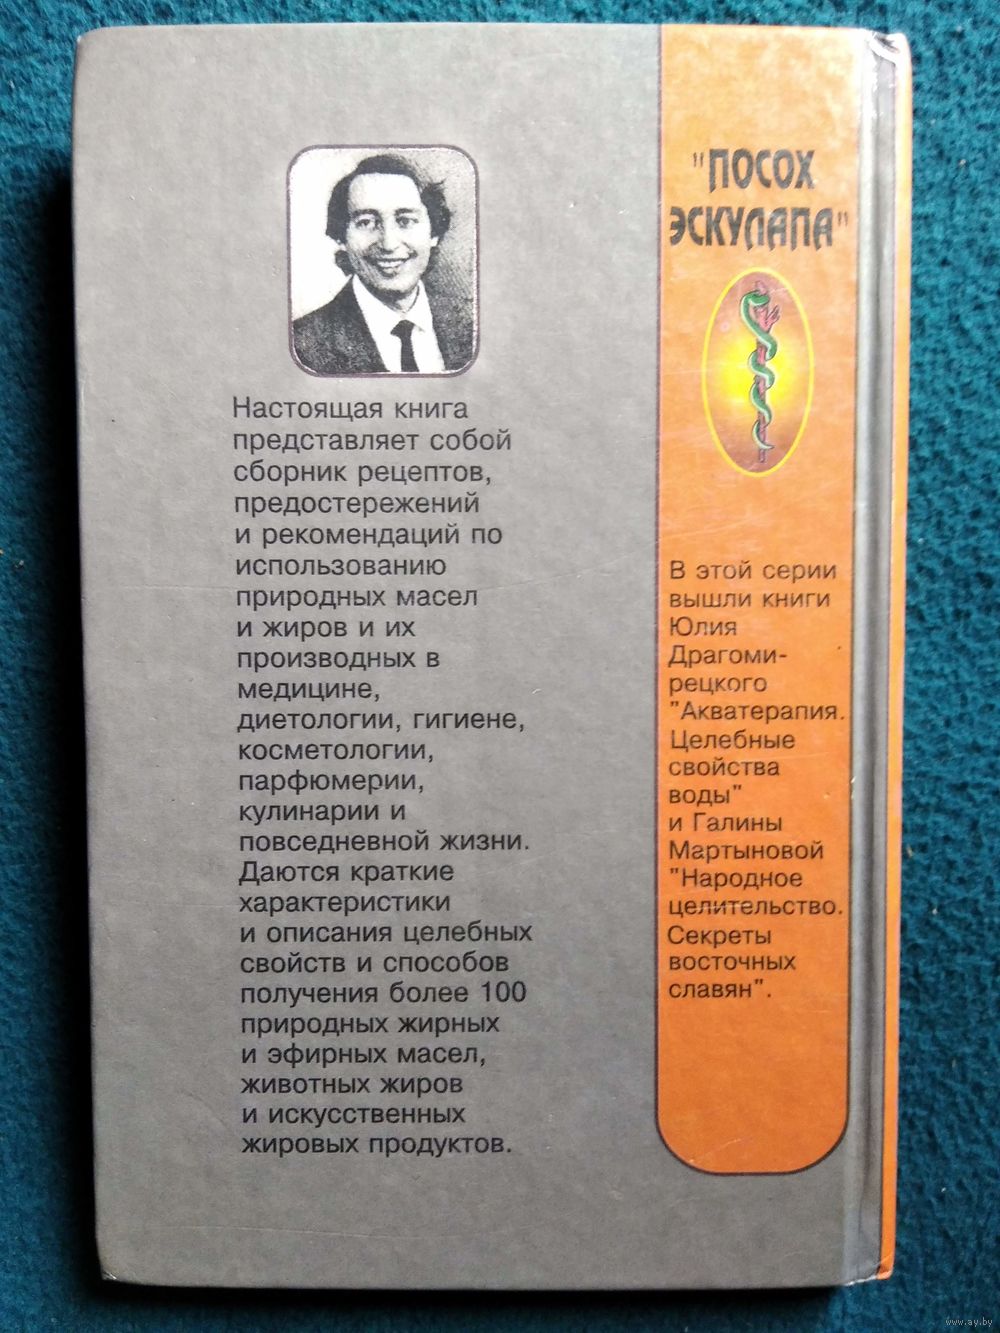 Настоящая книга
представляет собой
сборник рецептов,
предостережений
и рекомендаций по
использованию
природных масел
и жиров и их
производных в
медицине,
диетологии, гигиене,
косметологии,
парфюмерии,
кулинарии и
повседневной жизни.
Даются краткие
характеристики
и описания целебных
свойств и способов
получения более 100
природных жирных
и эфирных масел,
животных жиров
и искусственных
жировых продуктов.
"ПОСОХ
ЭСКУЛАПА"
В этой серии
вышли книги
Юлия
Драгоми-
рецкого
"Акватерапия.
Целебные
свойства
воды"
и Галины
Мартыновой
"Народное
целительство.
Секреты
восточных
славян".
www.ay.by